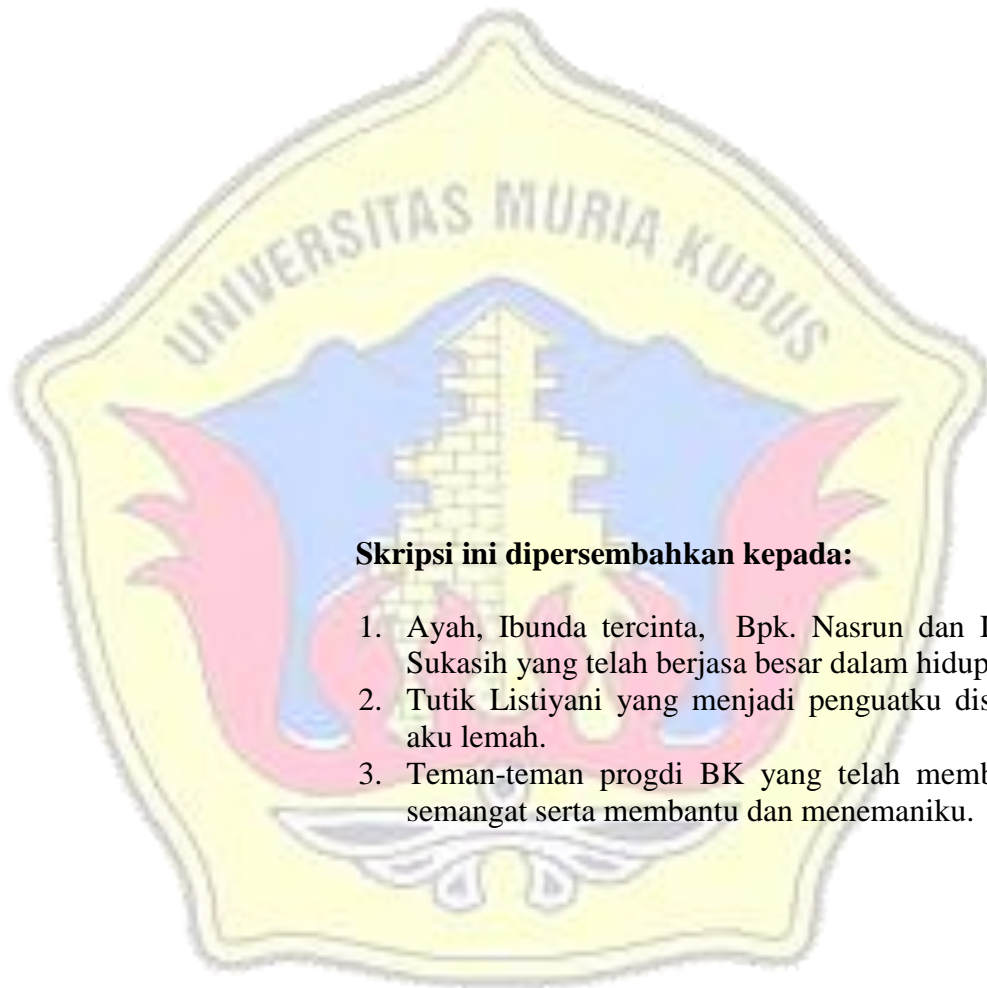 UNIVERSITAS MURIA KUDUS
Skripsi ini dipersembahkan kepada:
1. Ayah, Ibunda tercinta, Bpk. Nasrun dan
Sukasih yang telah berjasa besar dalam
2. Tutik Listiyani yang menjadi penguatku
aku lemah.
3. Teman-teman progdi BK yang telah
semangat serta membantu dan menemaniku.